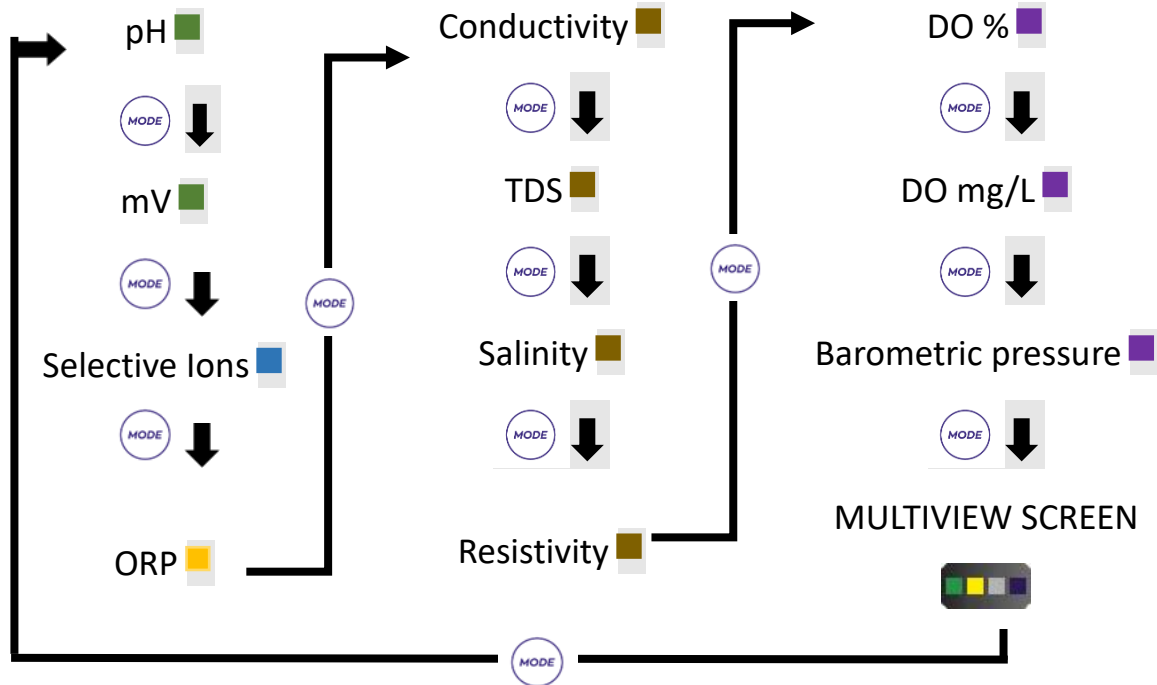 pH
MODE
mV
MODE
Selective Ions
MODE
ORP
MODE
Conductivity
MODE
TDS
MODE
Salinity
MODE
Resistivity
MODE
DO %
MODE
DO mg/L
MODE
Barometric pressure
MODE
MULTIVIEW SCREEN
MODE